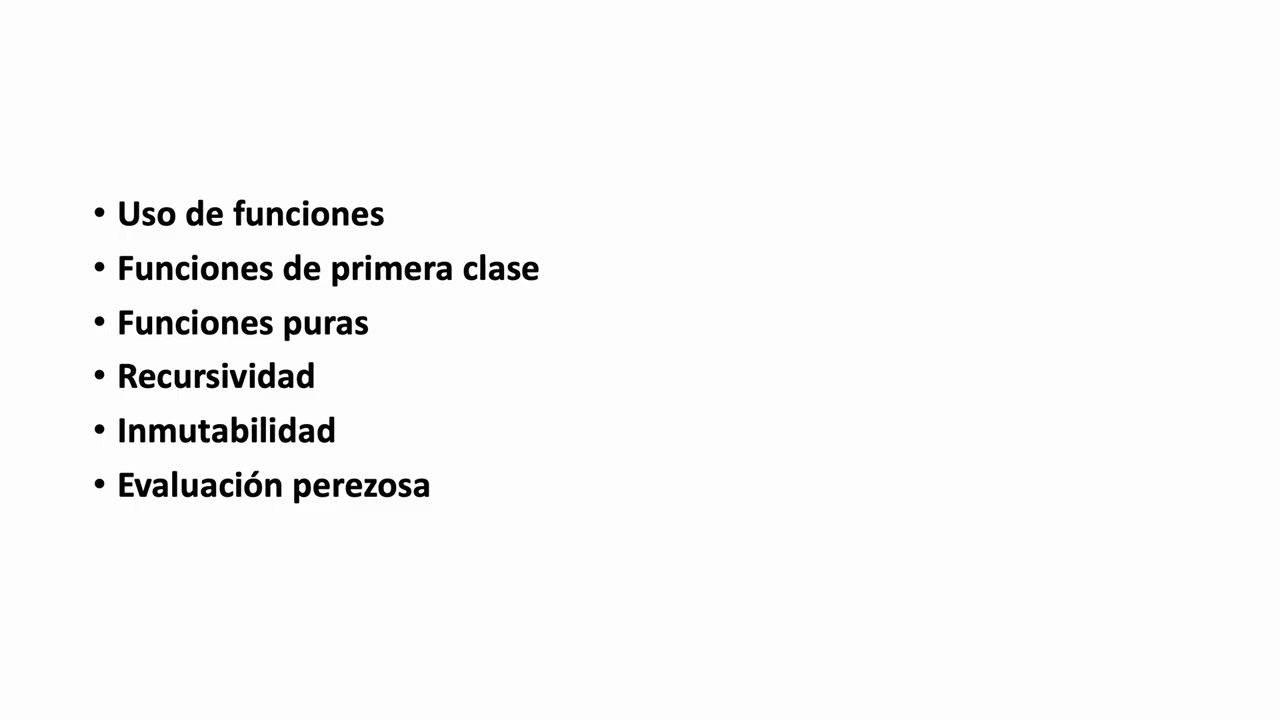 • Uso de funciones
• Funciones de primera clase
• Funciones puras
• Recursividad
• Inmutabilidad
• Evaluación perezosa